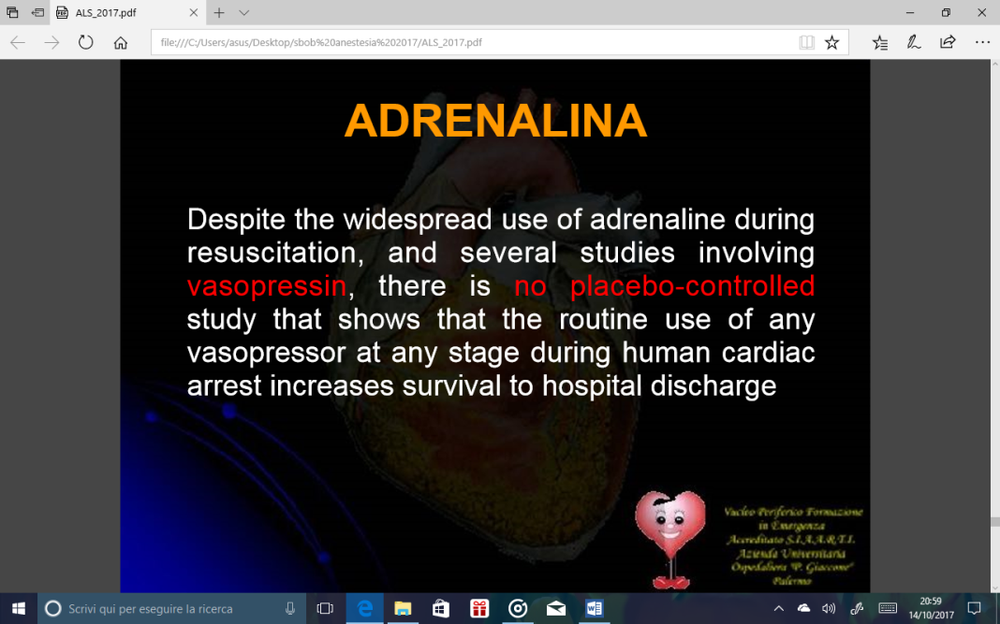 ALS_2017.pdf
file:///C:/Users/asus/Desktop/sbob%20anestesia%202017/ALS_2017.pdf
ADRENALINA
Despite the widespread use of adrenaline during
resuscitation, and several studies involving
vasopressin, there is no placebo-controlled
study that shows that the routine use of any
vasopressor at any stage during human cardiac
arrest increases survival to hospital discharge
Nucleo Periferico Formazione
in Emergenza
Accreditato S.I.A.A.R.T.I.
Azienda Universitaria
Ospedaliera "P. Giaccone"
Palermo
Scrivi qui per eseguire la ricerca
20:59
14/10/2017